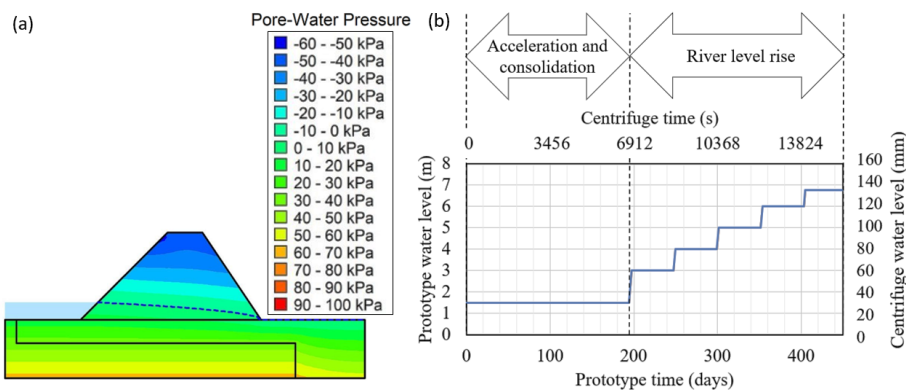 (a)
Pore-Water Pressure
-60 - -50 kPa
-50 - -40 kPa
-40 - -30 kPa
-30 - -20 kPa
-20 - -10 kPa
-10 - 0 kPa
0 - 10 kPa
10 - 20 kPa
20 - 30 kPa
30 - 40 kPa
40 - 50 kPa
50 - 60 kPa
60 - 70 kPa
70 - 80 kPa
80 - 90 kPa
90 - 100 kPa
(b)
Acceleration and
consolidation
River level rise
Centrifuge time (s)
0 3456 6912 10368 13824
Prototype water level (m)
8
7
6
5
4
3
2
1
0
160
140
120
100
80
60
40
20
0
Centrifuge water level (mm)
0 100 200 300 400
Prototype time (days)